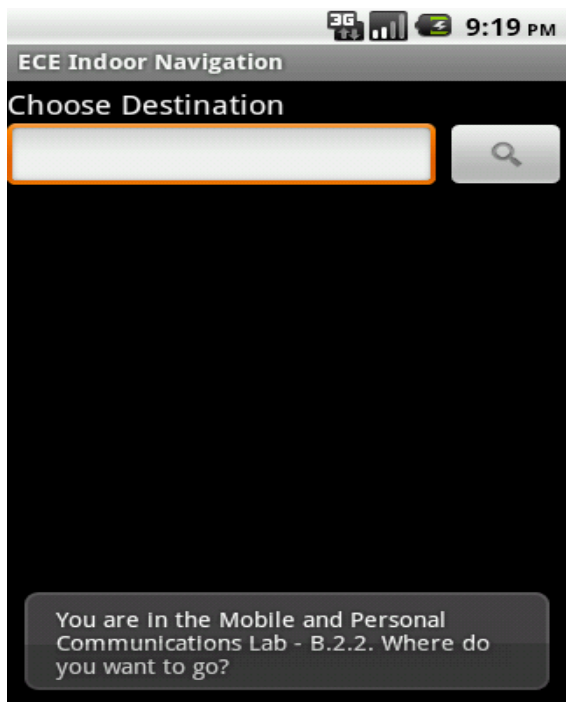 3G 9:19 PM
ECE Indoor Navigation
Choose Destination
You are in the Mobile and Personal
Communications Lab - B.2.2. Where do
you want to go?